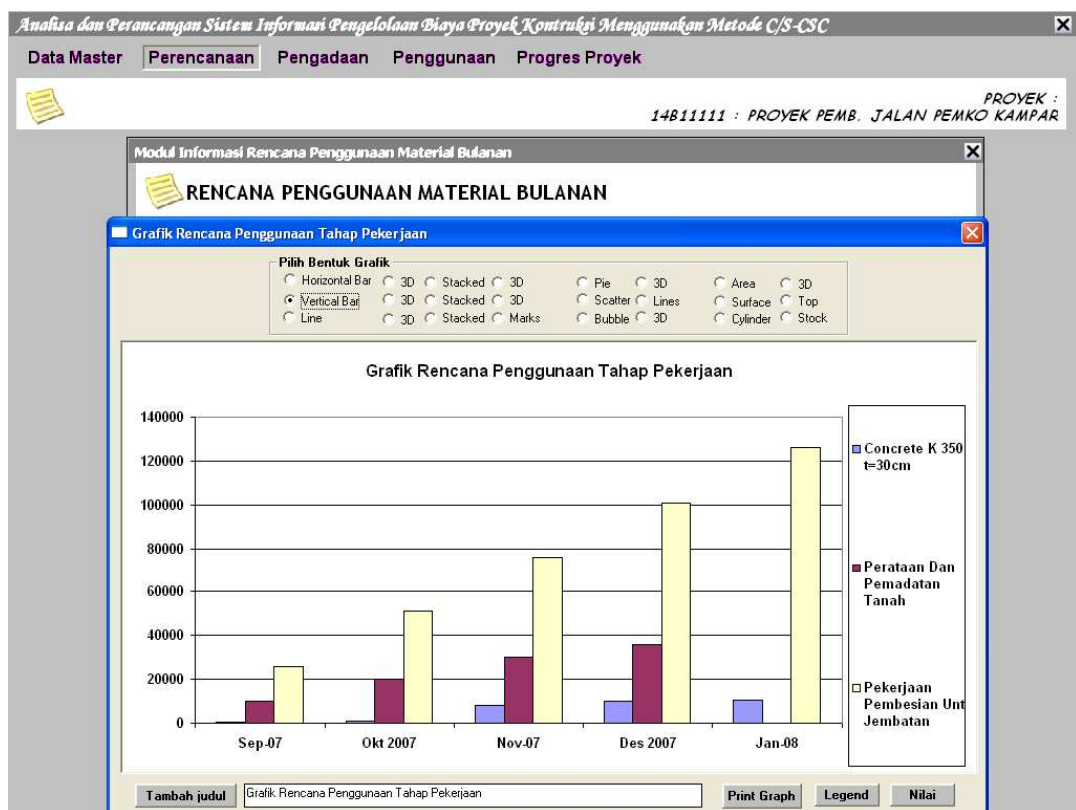 Analisa dan Perancangan Sistem Informasi Pengelolaan Biaya Proyek Kontruksi Menggunakan Metode C/S-CSC
Data Master Perencanaan Pengadaan Penggunaan Progres Proyek
PROYEK :
14B11111 : PROYEK PEMB. JALAN PEMKO KAMPAR
Modul Informasi Rencana Penggunaan Material Bulanan
RENCANA PENGGUNAAN MATERIAL BULANAN
Grafik Rencana Penggunaan Tahap Pekerjaan
Pilih Bentuk Grafik
Horizontal Bar 3D Stacked 3D Pie 3D Area 3D
Vertical Bar 3D Stacked 3D Scatter Lines Surface Top
Line 3D Stacked Marks Bubble 3D Cylinder Stock
Grafik Rencana Penggunaan Tahap Pekerjaan
140000
120000
100000
80000
60000
40000
20000
0
Sep-07 Okt 2007 Nov-07 Des 2007 Jan-08
Concrete K 350
t=30cm
Perataan Dan
Pemadatan
Tanah
Pekerjaan
Pembesian Unt
Jembatan
Tambah judul Grafik Rencana Penggunaan Tahap Pekerjaan Print Graph Legend Nilai